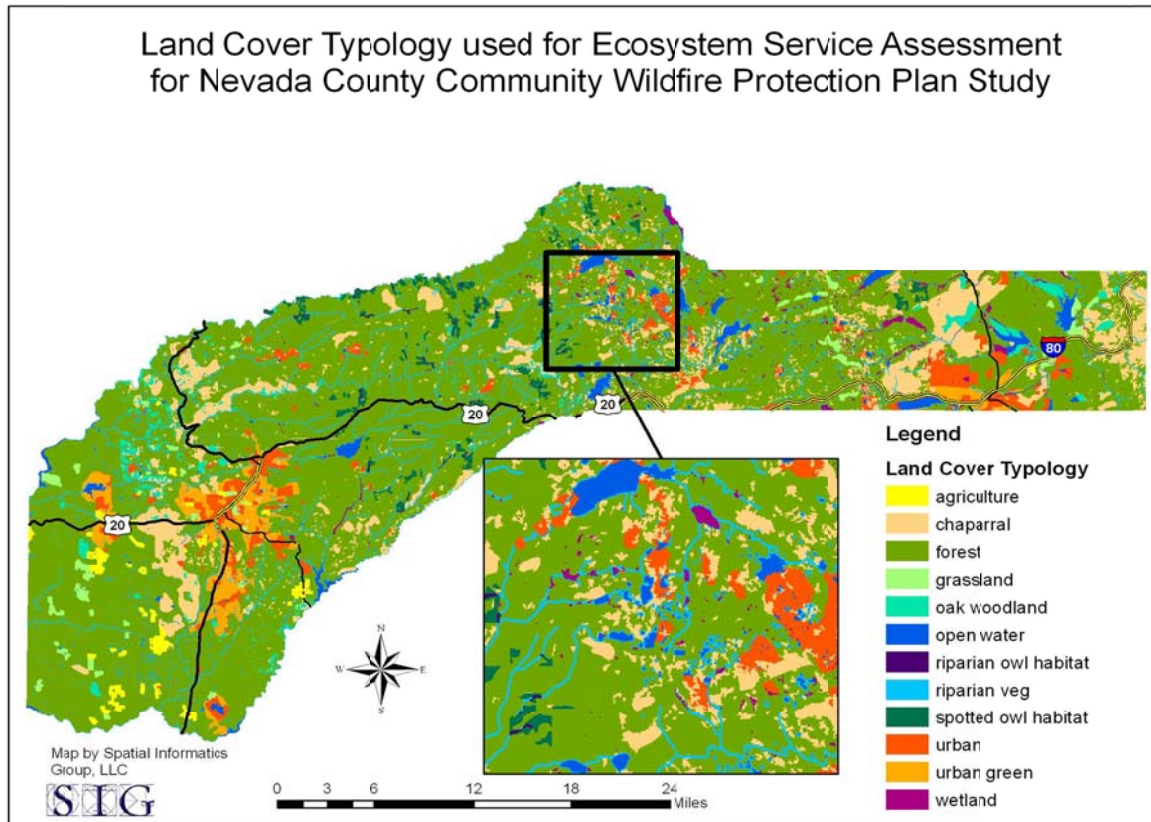 Land Cover Typology used for Ecosystem Service Assessment
for Nevada County Community Wildfire Protection Plan Study
80
20
20
20
N
W
E
S
Legend
Land Cover Typology
agriculture
chaparral
forest
grassland
oak woodland
open water
riparian owl habitat
riparian veg
spotted owl habitat
urban
urban green
wetland
Map by Spatial Informatics
Group, LLC
SIG
0 3 6 12 18 24
Miles